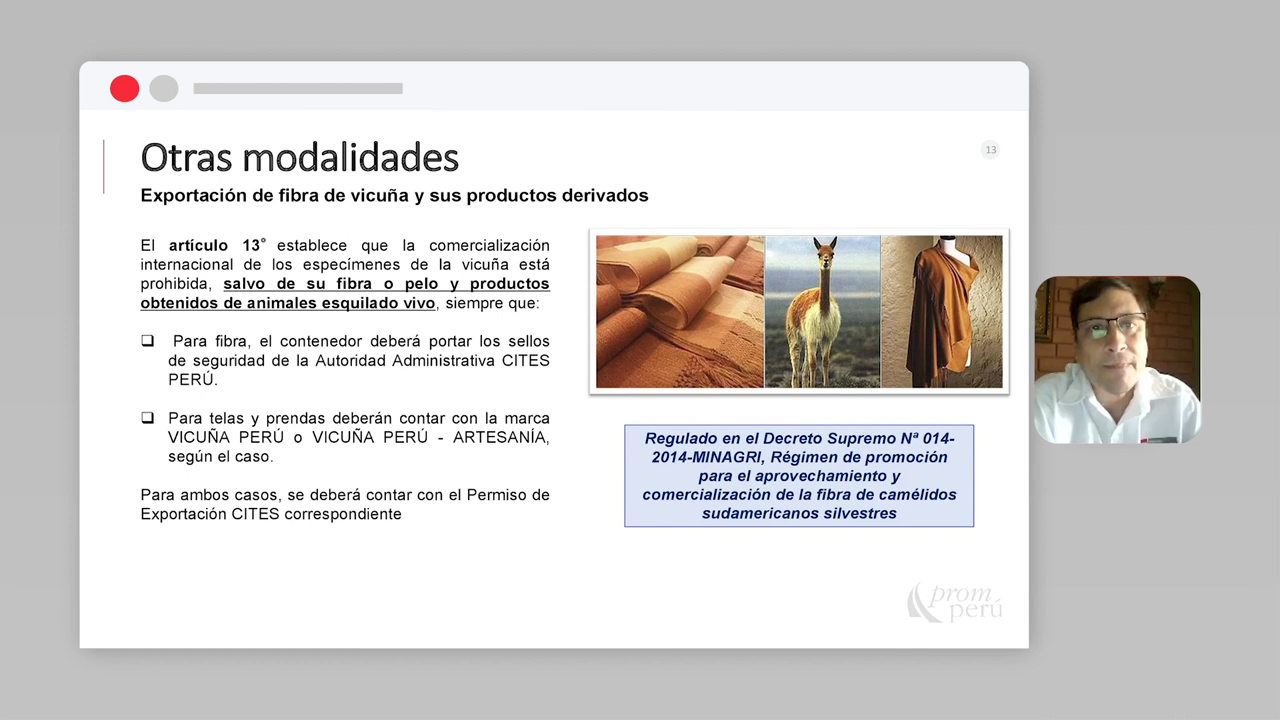 Otras modalidades
13
Exportación de fibra de vicuña y sus productos derivados
El artículo 13° establece que la comercialización
internacional de los especímenes de la vicuña está
prohibida, salvo de su fibra o pelo y productos
obtenidos de animales esquilado vivo, siempre que:
❑ Para fibra, el contenedor deberá portar los sellos
de seguridad de la Autoridad Administrativa CITES
PERÚ.
❑ Para telas y prendas deberán contar con la marca
VICUÑA PERÚ o VICUÑA PERÚ - ARTESANÍA,
según el caso.
Para ambos casos, se deberá contar con el Permiso de
Exportación CITES correspondiente
Regulado en el Decreto Supremo Nª 014-
2014-MINAGRI, Régimen de promoción
para el aprovechamiento y
comercialización de la fibra de camélidos
sudamericanos silvestres
prom
perú